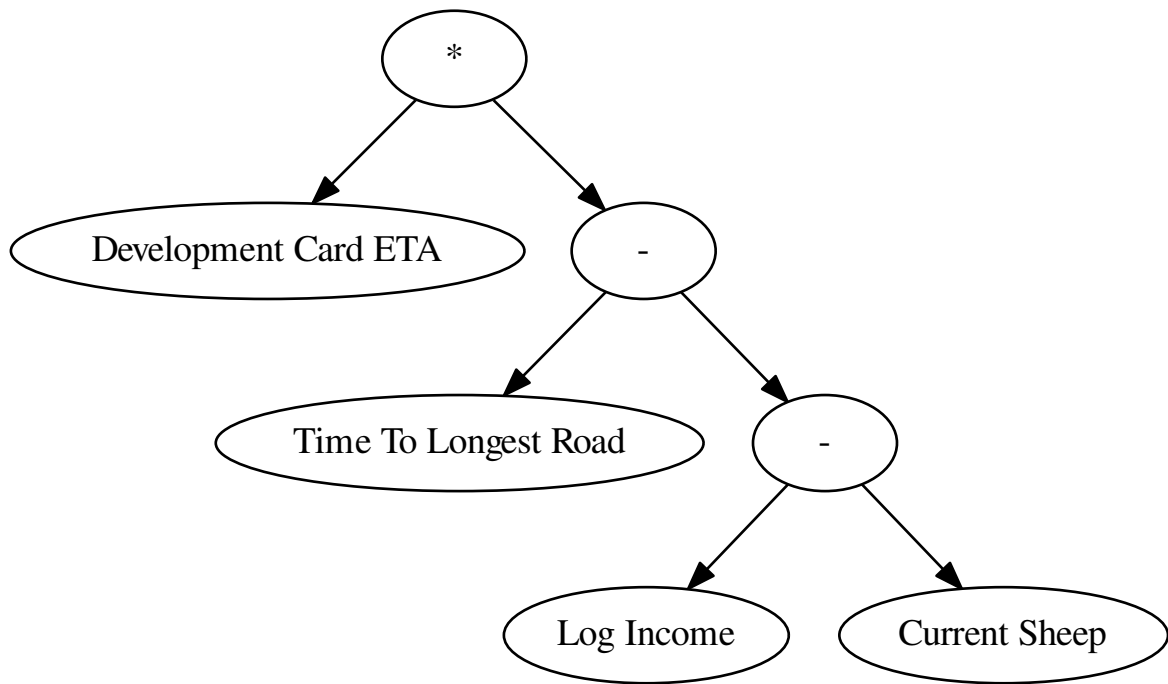 *
Development Card ETA
-
Time To Longest Road
-
Log Income
Current Sheep